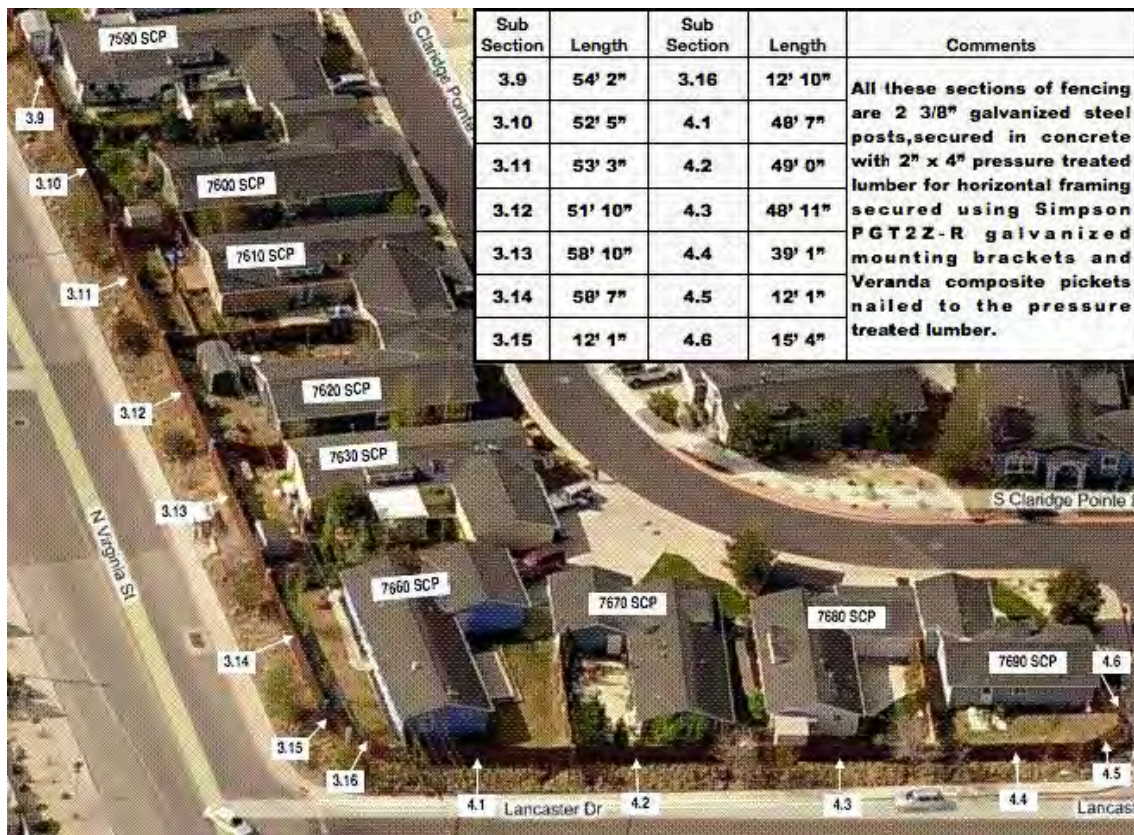 7590 SCP
S Claridge Pointe
3.9
3.10
7600 SCP
7610 SCP
3.11
7620 SCP
3.12
7630 SCP
3.13
N Virginia St
S Claridge Pointe
7660 SCP
7670 SCP
7680 SCP
7690 SCP
4.6
3.14
3.15
3.16
4.1
Lancaster Dr
4.2
4.3
4.4
4.5
Lancast
Sub Section Length Sub Section Length Comments
3.9 54' 2" 3.16 12' 10"
3.10 52' 5" 4.1 48' 7"
3.11 53' 3" 4.2 49' 0"
3.12 51' 10" 4.3 48' 11"
3.13 58' 10" 4.4 39' 1"
3.14 58' 7" 4.5 12' 1"
3.15 12' 1" 4.6 15' 4"
All these sections of fencing
are 2 3/8" galvanized steel
posts,secured in concrete
with 2" x 4" pressure treated
lumber for horizontal framing
secured using Simpson
PGT2Z-R galvanized
mounting brackets and
Veranda composite pickets
nailed to the pressure
treated lumber.